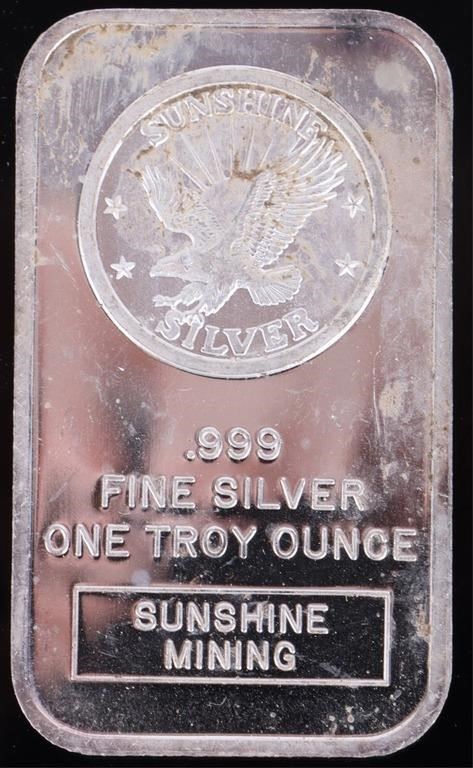 SUNSHINE
SILVER
.999
FINE SILVER
ONE TROY OUNCE
SUNSHINE
MINING